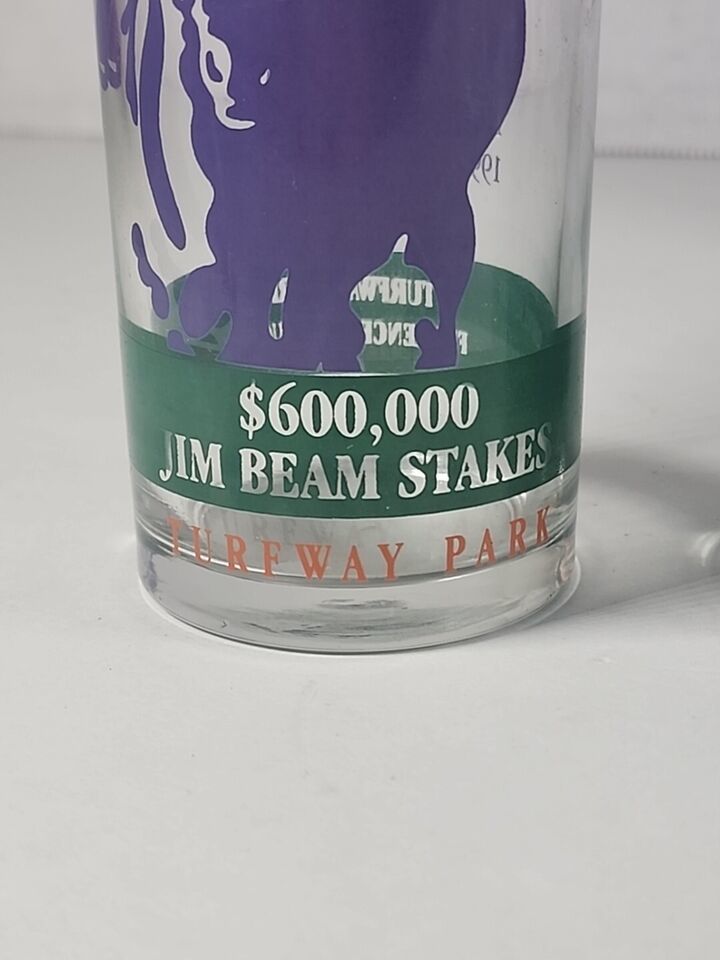 $600,000
JIM BEAM STAKES
TURFWAY PARK